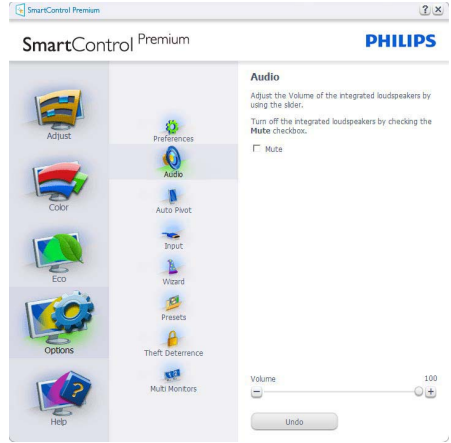 SmartControl Premium
SmartControl Premium
PHILIPS
Adjust
Color
Eco
Options
Help
Preferences
Audio
Auto Pivot
Input
Wizard
Presets
Theft Deterrence
Multi Monitors
Audio
Adjust the Volume of the integrated loudspeakers by
using the slider.
Turn off the integrated loudspeakers by checking the
Mute checkbox.
Mute
Volume 100
Undo